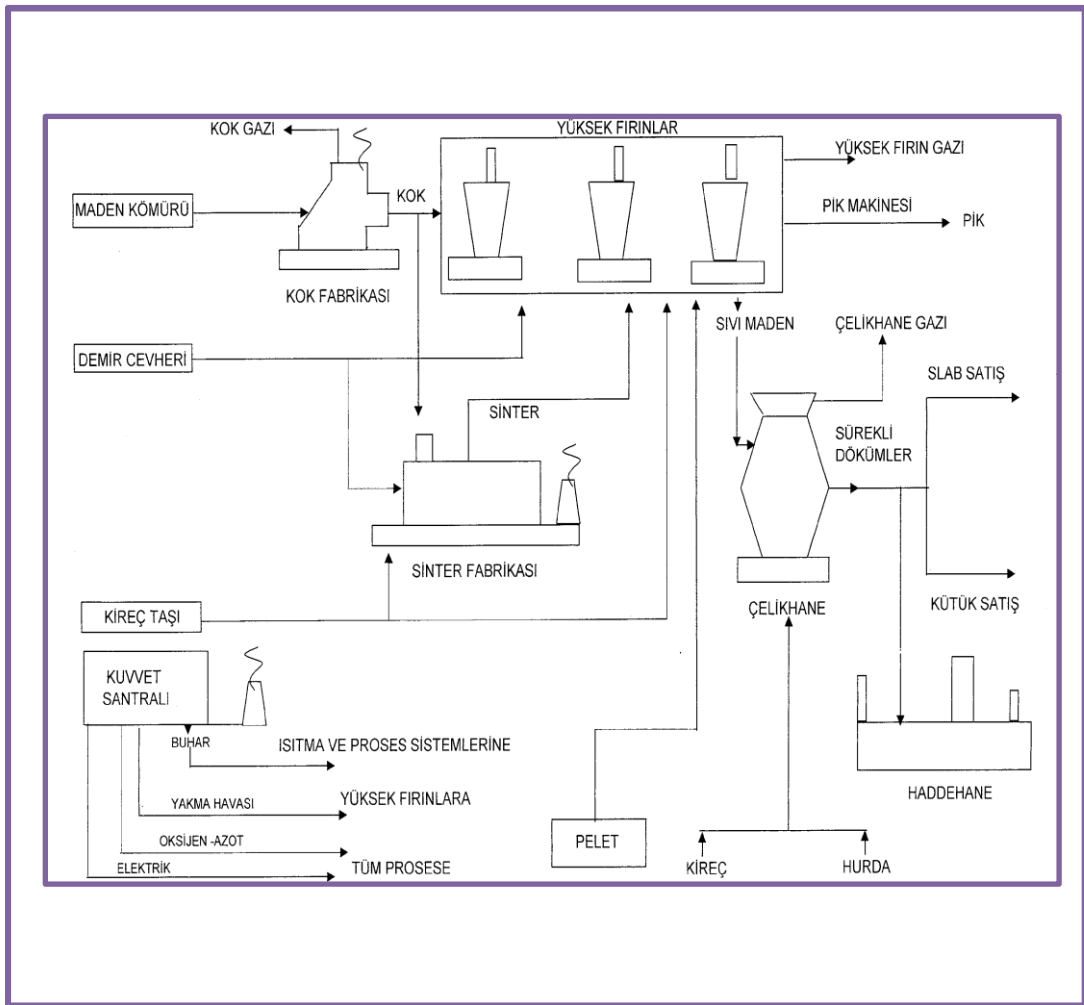 KOK GAZI
YÜKSEK FIRINLAR
YÜKSEK FIRIN GAZI
MADEN KÖMÜRÜ
KOK
PİK MAKİNESİ
PİK
KOK FABRİKASI
SIVI MADEN
ÇELİKHANE GAZI
DEMİR CEVHERİ
SLAB SATIŞ
SİNTER
SÜREKLİ
DÖKÜMLER
SİNTER FABRİKASI
KİREÇ TAŞI
ÇELİKHANE
KÜTÜK SATIŞ
KUVVET
SANTRALI
BUHAR
ISITMA VE PROSES SİSTEMLERİNE
HADDEHANE
YAKMA HAVASI
YÜKSEK FIRINLARA
OKSİJEN -AZOT
PELET
ELEKTRİK
TÜM PROSESE
KİREÇ
HURDA